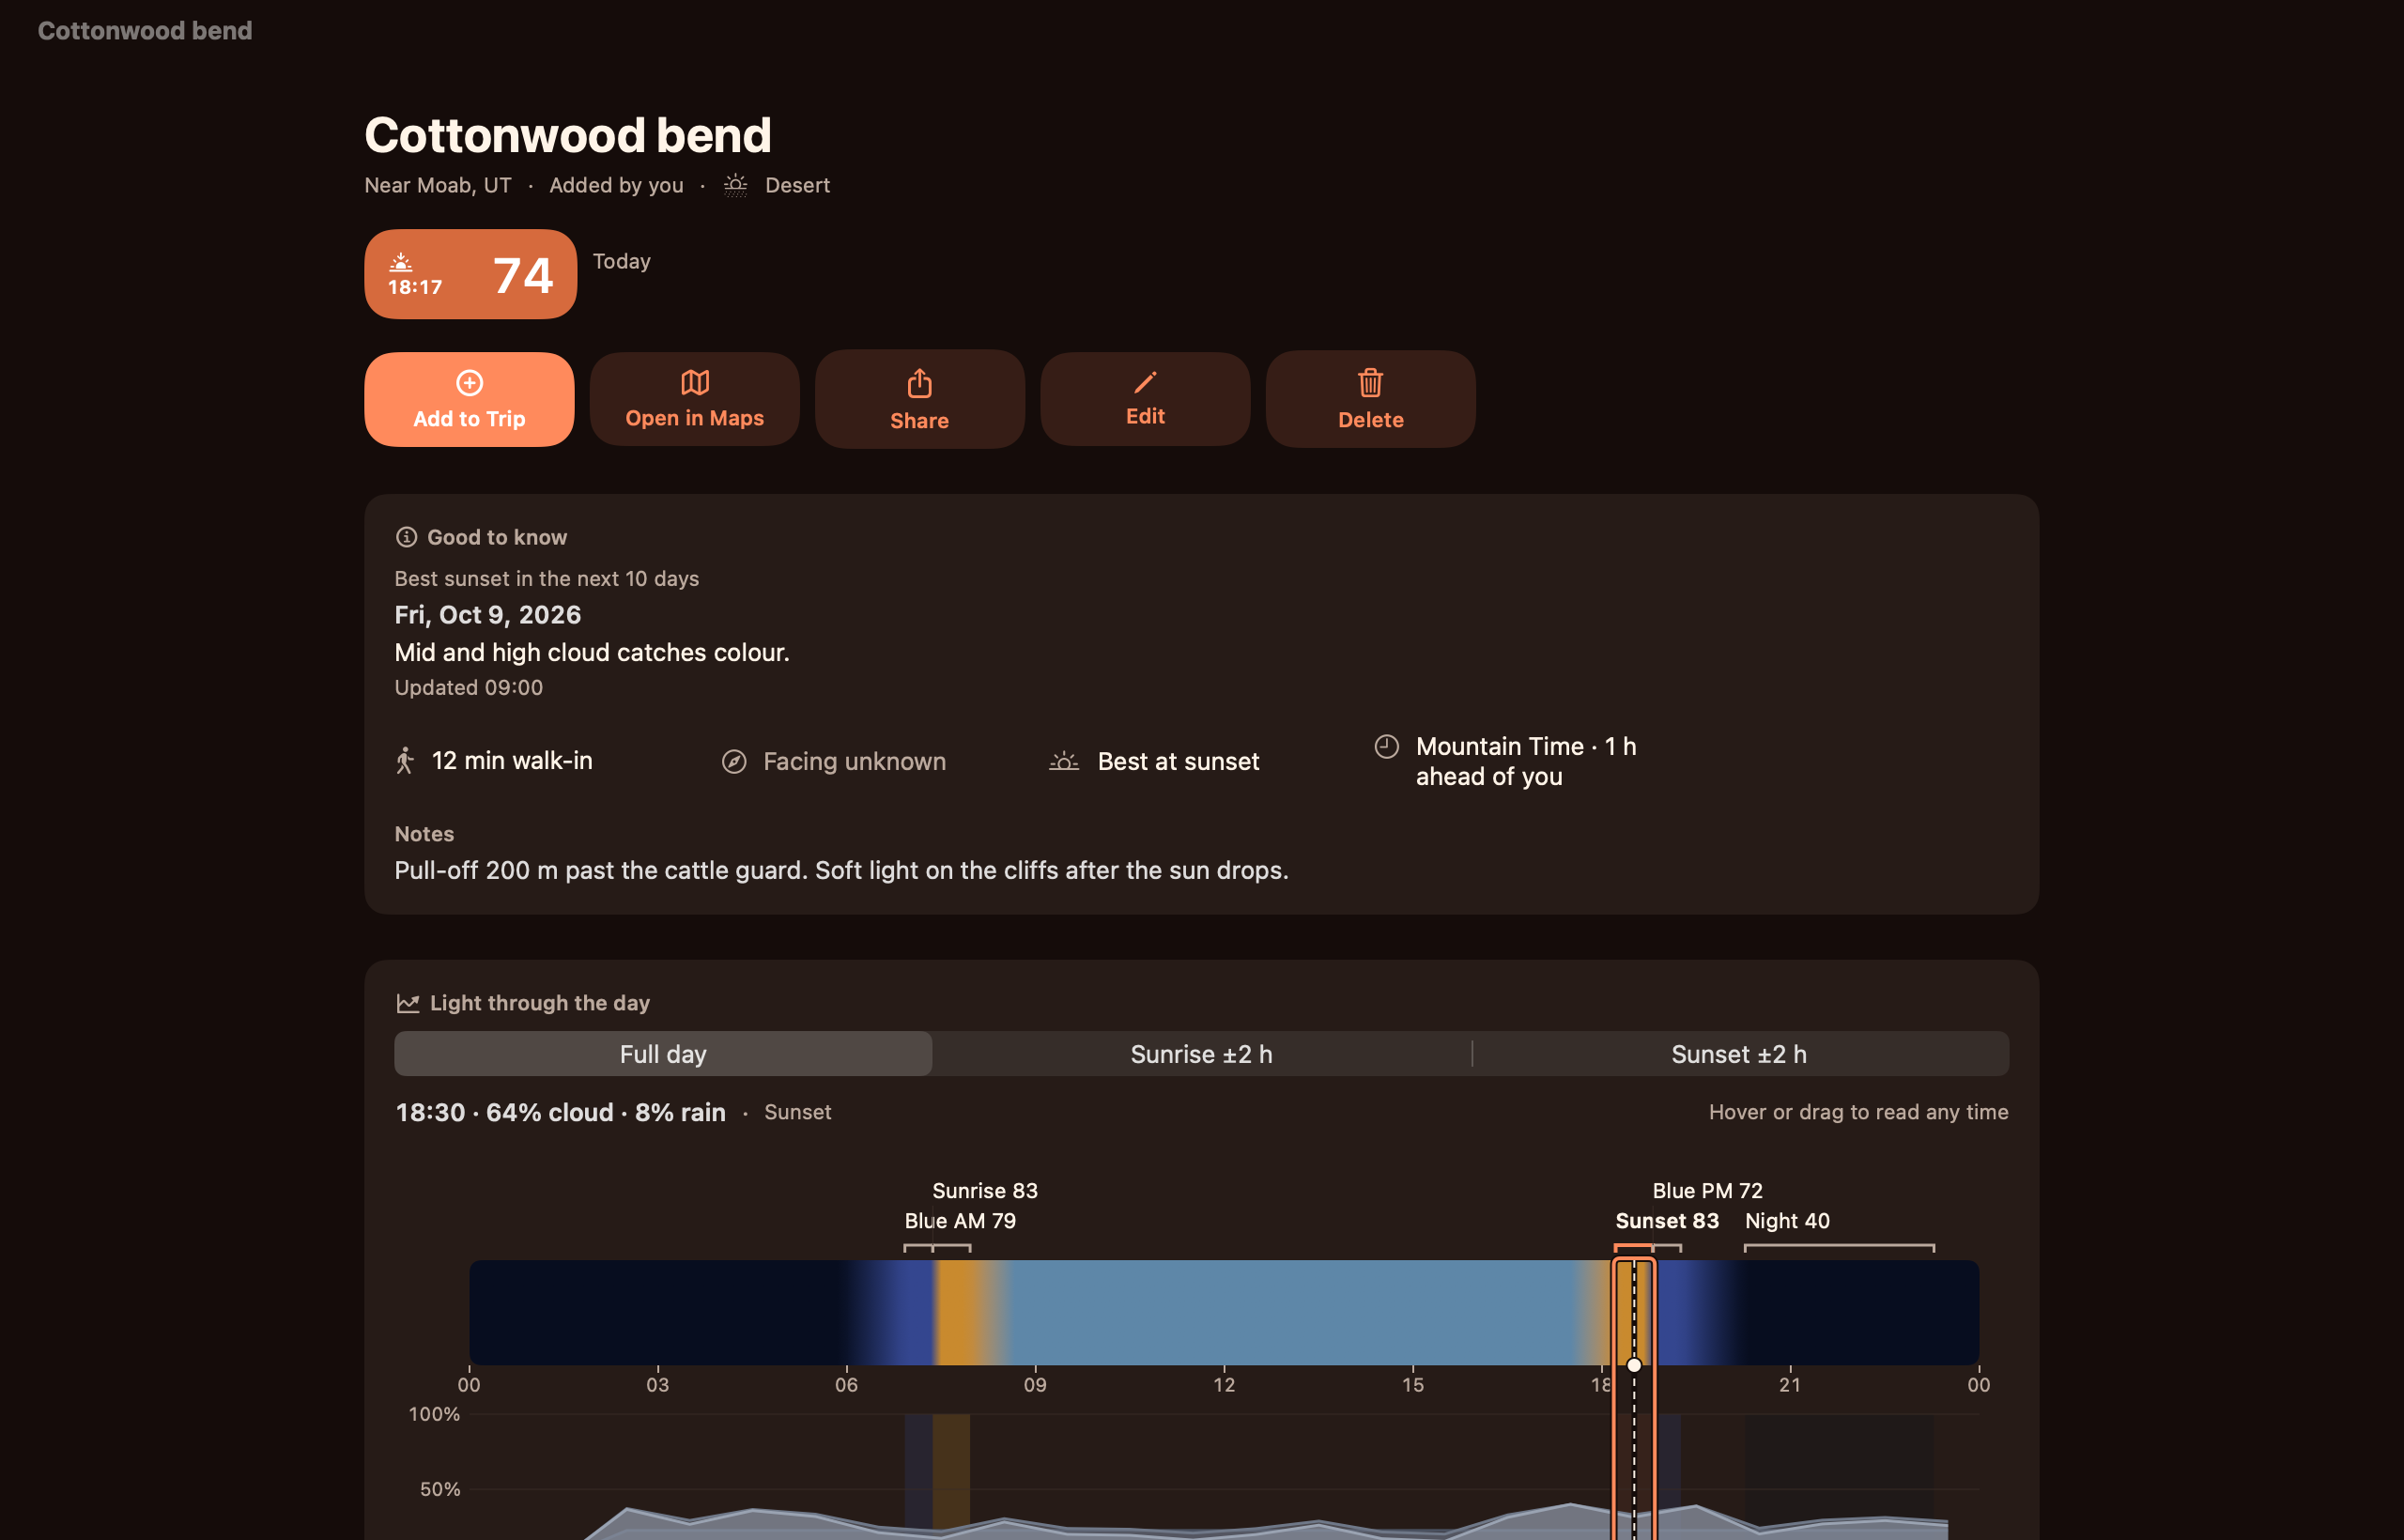 Cottonwood bend
Cottonwood bend
Near Moab, UT · Added by you · Desert
18:17 74 Today
Add to Trip
Open in Maps
Share
Edit
Delete
Good to know
Best sunset in the next 10 days
Fri, Oct 9, 2026
Mid and high cloud catches colour.
Updated 09:00
12 min walk-in
Facing unknown
Best at sunset
Mountain Time · 1 h
ahead of you
Notes
Pull-off 200 m past the cattle guard. Soft light on the cliffs after the sun drops.
Light through the day
Full day
Sunrise ±2 h
Sunset ±2 h
18:30 · 64% cloud · 8% rain · Sunset
Hover or drag to read any time
Sunrise 83
Blue PM 72
Blue AM 79
Sunset 83
Night 40
00 03 06 09 12 15 18 21 00
100%
50%